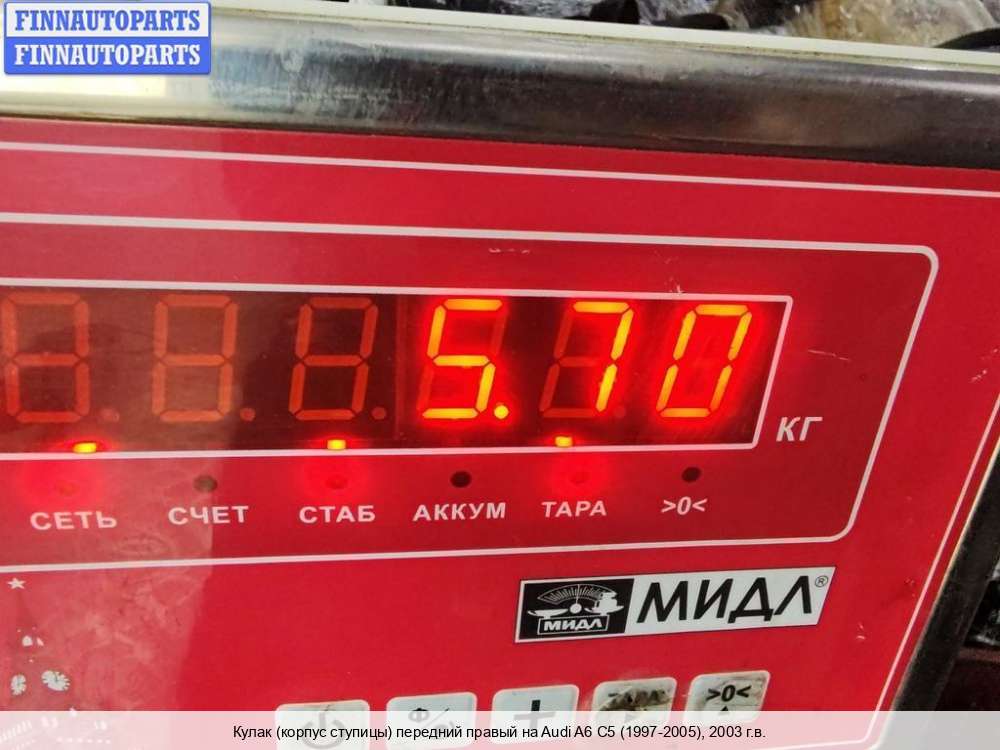 FINNAUTOPARTS
FINNAUTOPARTS
5.70
КГ
СЕТЬ СЧЕТ СТАБ АККУМ ТАРА >0<
МИДЛ МИДЛ®
Ф/ + ТАРА >0<
Кулак (корпус ступицы) передний правый на Audi A6 C5 (1997-2005), 2003 г.в.